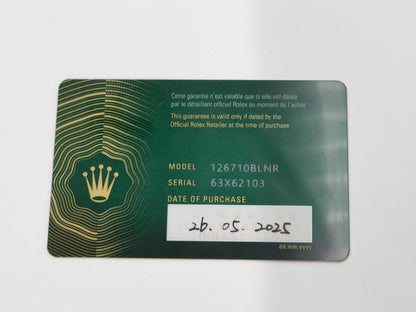 Cette garantie n'est valable que si elle est datée
par le détaillant officiel Rolex au moment de l'achat
This guarantee is valid only if dated by the
Official Rolex Retailer at the time of purchase
MODEL 126710BLNR
SERIAL 63X62103
DATE OF PURCHASE
26. 05. 2025
dd.mm.yyyy